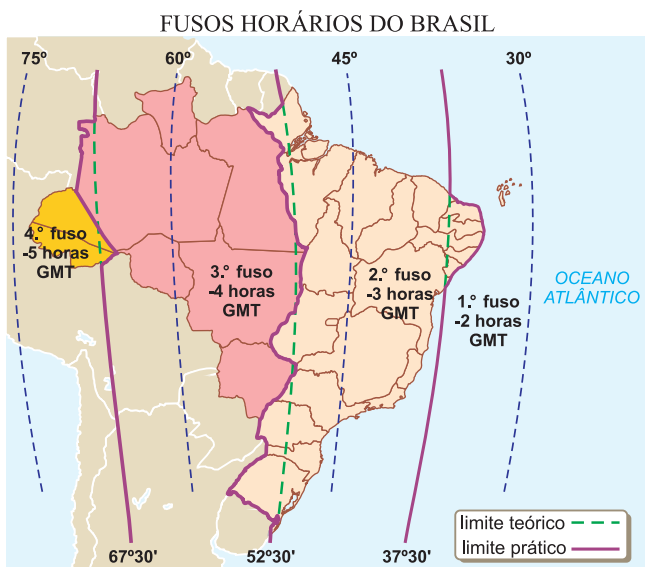 FUSOS HORÁRIOS DO BRASIL
75º
60º
45º
30º
4.º fuso
-5 horas
GMT
3.º fuso
-4 horas
GMT
2.º fuso
-3 horas
GMT
1.º fuso
-2 horas
GMT
OCEANO
ATLÂNTICO
limite teórico
limite prático
67º30'
52º30'
37º30'